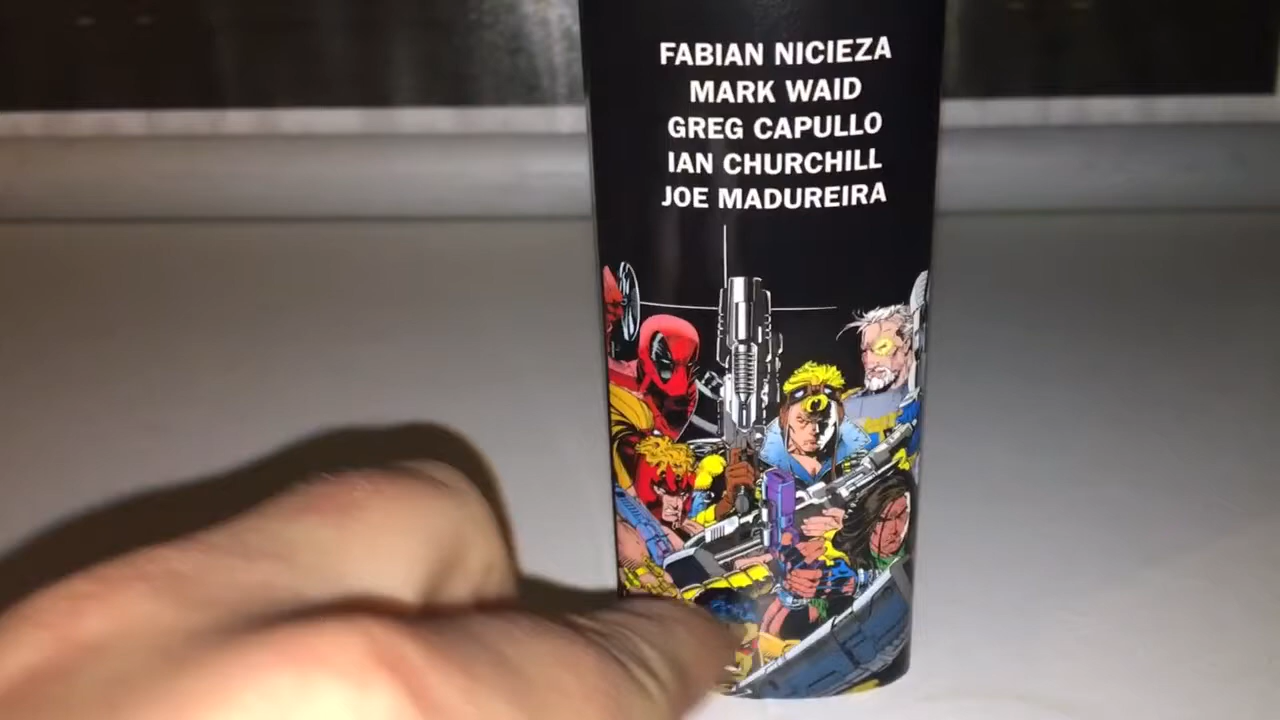 FABIAN NICIEZA
MARK WAID
GREG CAPULLO
IAN CHURCHILL
JOE MADUREIRA